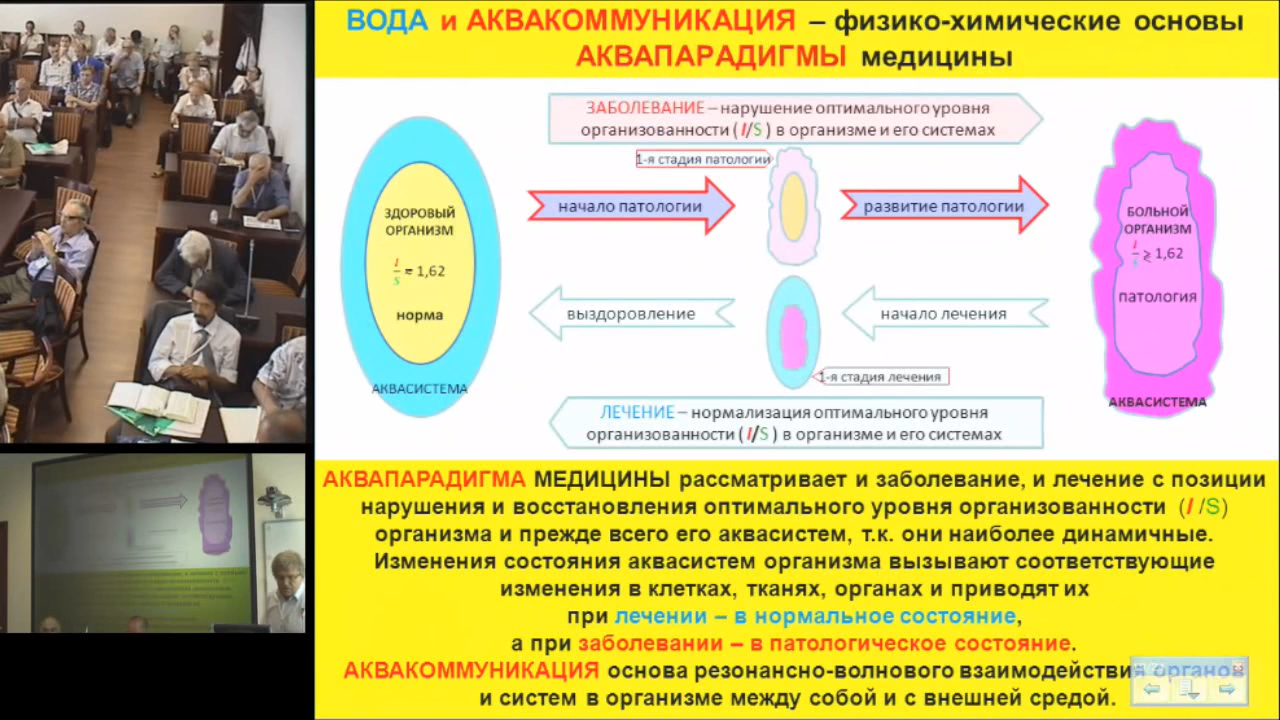 ВОДА и АКВАКОММУНИКАЦИЯ – физико-химические основы
АКВАПАРАДИГМЫ медицины
ЗАБОЛЕВАНИЕ – нарушение оптимального уровня
организованности ( I/S ) в организме и его системах
1-я стадия патологии
начало патологии
развитие патологии
ЗДОРОВЫЙ
ОРГАНИЗМ
I/S = 1,62
норма
АКВАСИСТЕМА
БОЛЬНОЙ
ОРГАНИЗМ
I/S ≷ 1,62
патология
АКВАСИСТЕМА
выздоровление
начало лечения
1-я стадия лечения
ЛЕЧЕНИЕ – нормализация оптимального уровня
организованности ( I/S ) в организме и его системах
АКВАПАРАДИГМА МЕДИЦИНЫ рассматривает и заболевание, и лечение с позиции
нарушения и восстановления оптимального уровня организованности (I /S)
организма и прежде всего его аквасистем, т.к. они наиболее динамичные.
Изменения состояния аквасистем организма вызывают соответствующие
изменения в клетках, тканях, органах и приводят их
при лечении – в нормальное состояние,
а при заболевании – в патологическое состояние.
АКВАКОММУНИКАЦИЯ основа резонансно-волнового взаимодействия органов
и систем в организме между собой и с внешней средой.